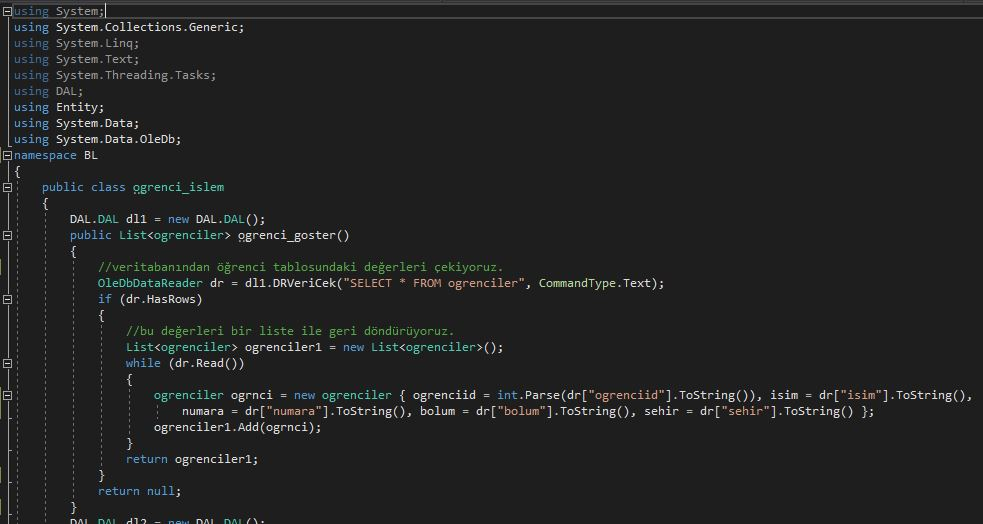 using System;
using System.Collections.Generic;
using System.Linq;
using System.Text;
using System.Threading.Tasks;
using DAL;
using Entity;
using System.Data;
using System.Data.OleDb;
namespace BL
{
    public class ogrenci_islem
    {
        DAL.DAL dl1 = new DAL.DAL();
        public List<ogrenciler> ogrenci_goster()
        {
            //veritabanından öğrenci tablosundaki değerleri çekiyoruz.
            OleDbDataReader dr = dl1.DRVeriCek("SELECT * FROM ogrenciler", CommandType.Text);
            if (dr.HasRows)
            {
                //bu değerleri bir liste ile geri döndürüyoruz.
                List<ogrenciler> ogrenciler1 = new List<ogrenciler>();
                while (dr.Read())
                {
                    ogrenciler ogrnci = new ogrenciler { ogrenciid = int.Parse(dr["ogrenciid"].ToString()), isim = dr["isim"].ToString(),
                        numara = dr["numara"].ToString(), bolum = dr["bolum"].ToString(), sehir = dr["sehir"].ToString() };
                    ogrenciler1.Add(ogrnci);
                }
                return ogrenciler1;
            }
            return null;
        }
        DAL.DAL dl2 = new DAL.DAL();